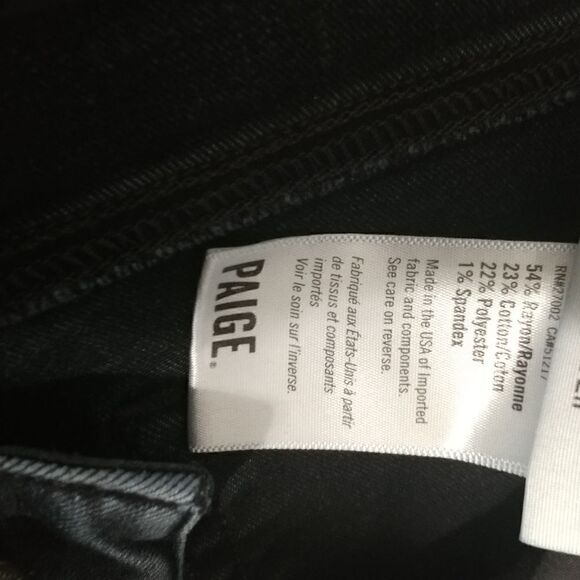 RN#37002 CA#51217
54% Rayon/Rayonne
23% Cotton/Coton
22% Polyester
1% Spandex
Made in the USA of Imported
fabric and components.
See care on reverse.
Fabriqué aux États-Unis à partir
de tissus et composants
importés
Voir le soin sur l'inverse.
PAIGE®